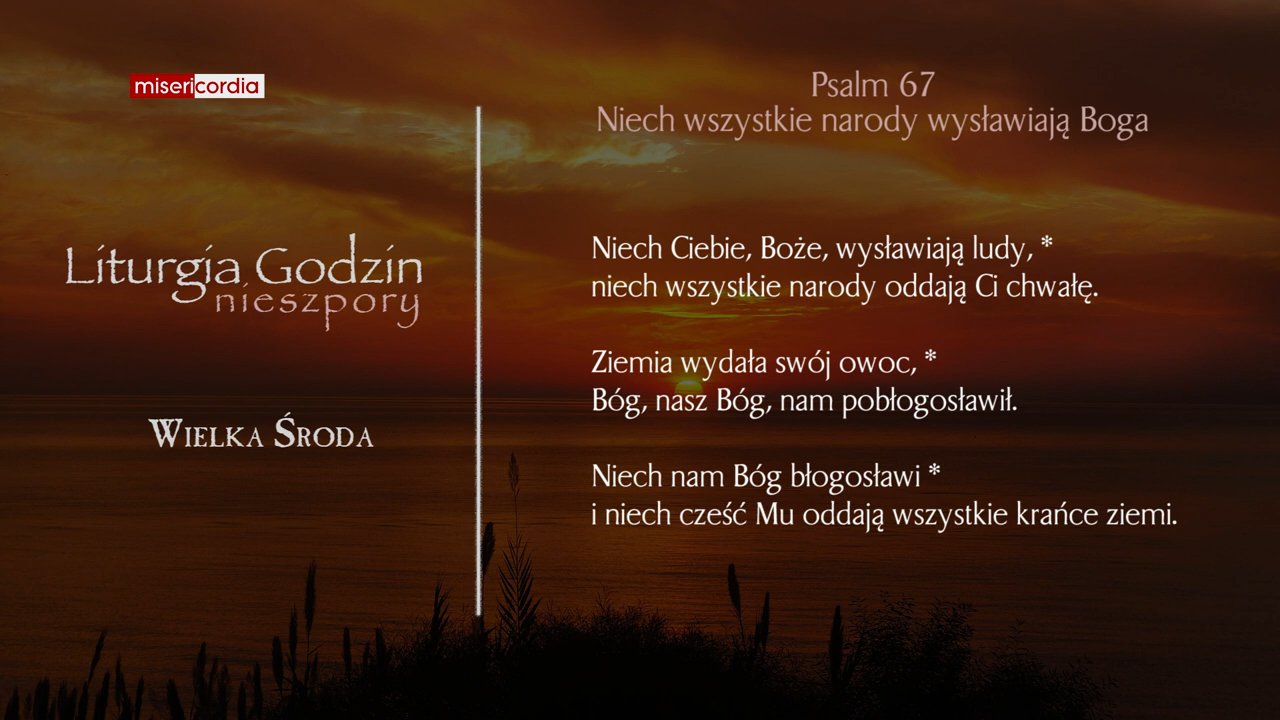 misericordia
Liturgia Godzin
nieszpory
Wielka Środa
Psalm 67
Niech wszystkie narody wysławiają Boga
Niech Ciebie, Boże, wysławiają ludy, *
niech wszystkie narody oddają Ci chwałę.
Ziemia wydała swój owoc, *
Bóg, nasz Bóg, nam pobłogosławił.
Niech nam Bóg błogosławi *
i niech cześć Mu oddają wszystkie krańce ziemi.